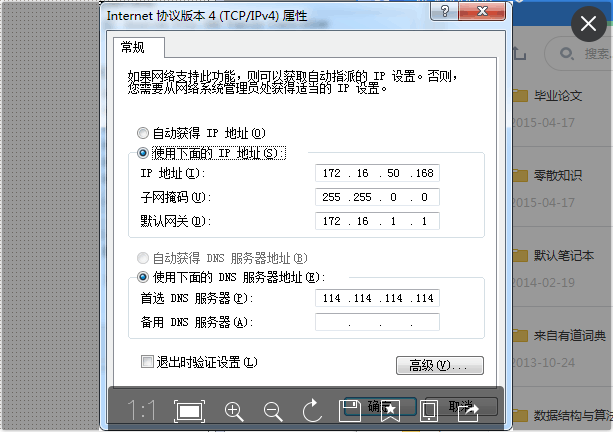 Internet 协议版本 4 (TCP/IPv4) 属性
常规
如果网络支持此功能，则可以获取自动指派的 IP 设置。否则，
您需要从网络系统管理员处获得适当的 IP 设置。
自动获得 IP 地址(O)
使用下面的 IP 地址(S):
IP 地址(I): 172 . 16 . 50 .168
子网掩码(U): 255 .255 . 0 . 0
默认网关(D): 172 . 16 . 1 . 1
自动获得 DNS 服务器地址(B)
使用下面的 DNS 服务器地址(E):
首选 DNS 服务器(P): 114 .114 .114 .114
备用 DNS 服务器(A): . . .
退出时验证设置(L)
高级(V)...
取消
1:1
搜索.
毕业论文
2015-04-17
零散知识
2015-04-17
默认笔记本
2014-02-19
来自有道词典
2013-10-24
数据结构与算法